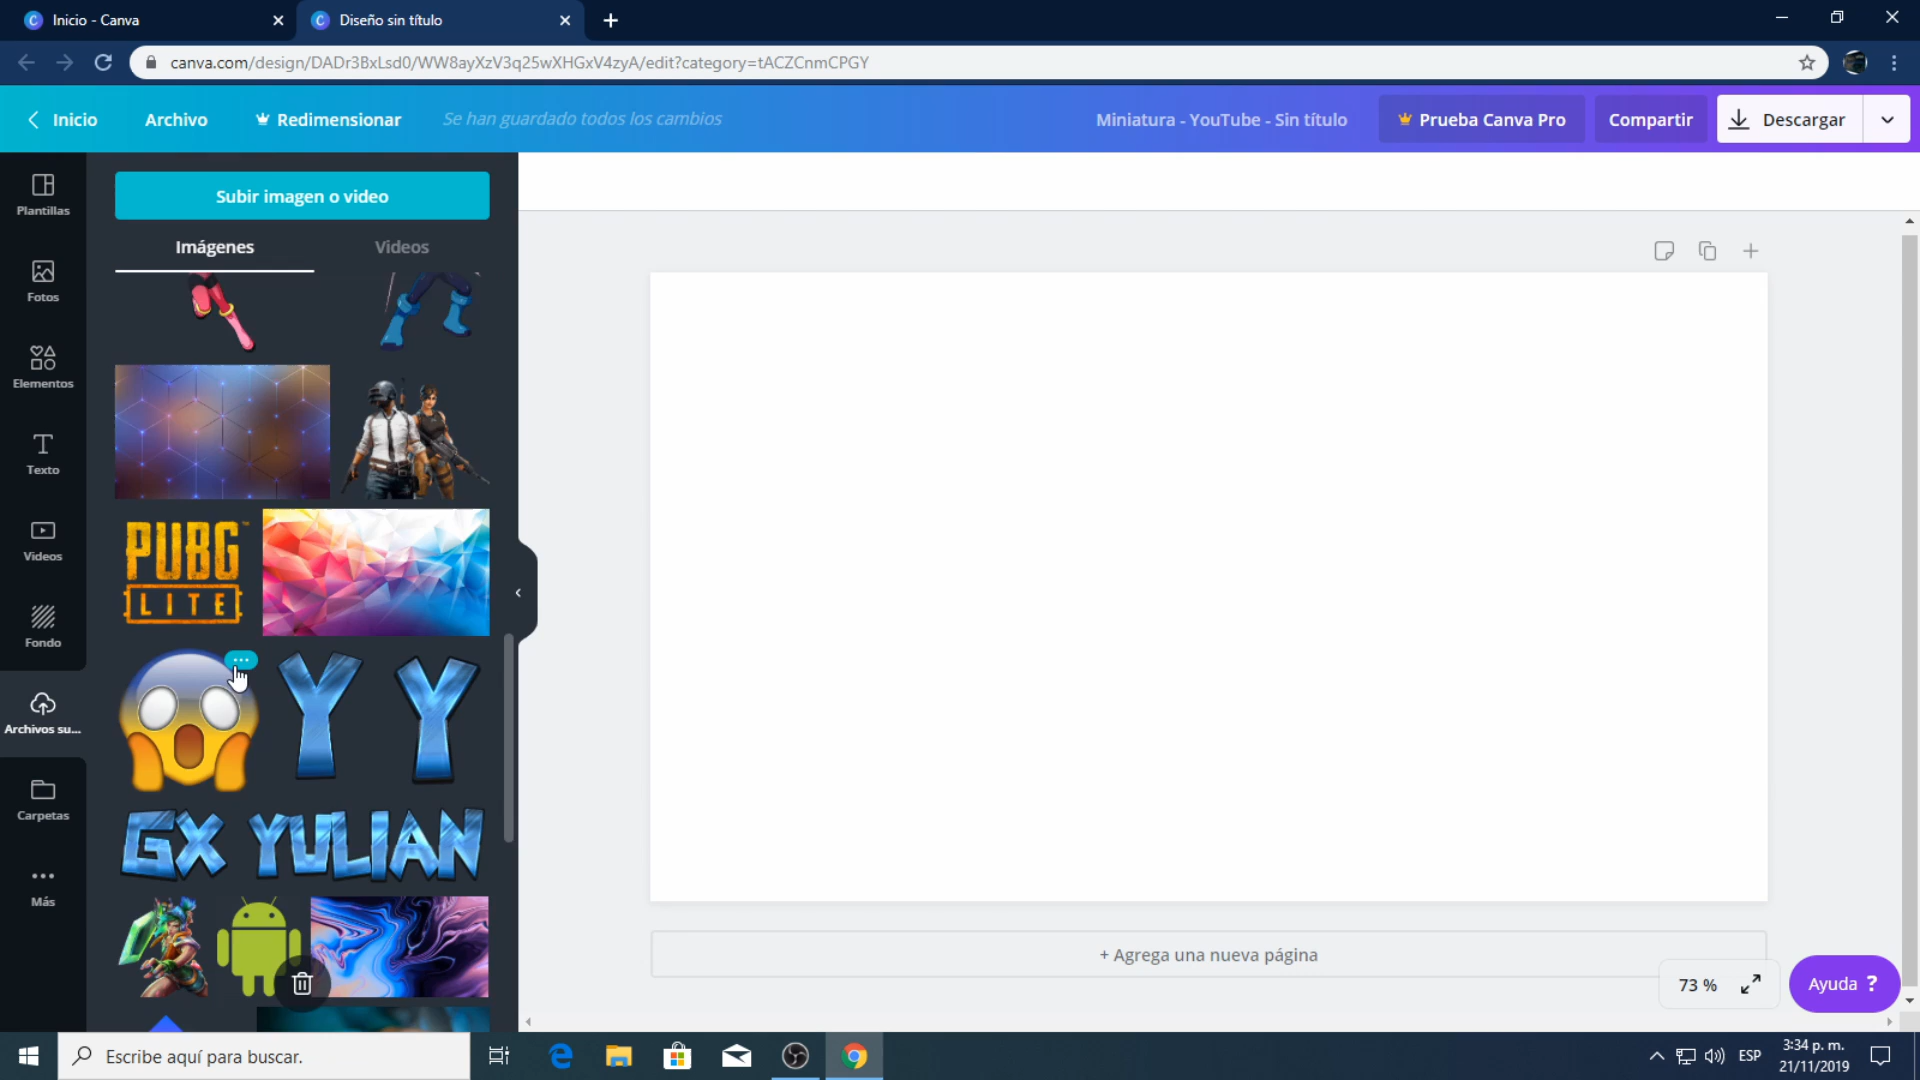 Inicio - Canva
Diseño sin título
canva.com/design/DADr3BxLsd0/WW8ayXzV3q25wXHGxV4zyA/edit?category=tACZCnmCPGY
Inicio
Archivo
Redimensionar
Se han guardado todos los cambios
Miniatura - YouTube - Sin título
Prueba Canva Pro
Compartir
Descargar
Plantillas
Fotos
Elementos
Texto
Videos
Fondo
Archivos su...
Carpetas
Más
Subir imagen o video
Imágenes
Videos
PUBG
LITE
Y Y
GX YULIAN
+ Agrega una nueva página
73 %
Ayuda ?
Escribe aquí para buscar.
ESP
3:34 p. m.
21/11/2019